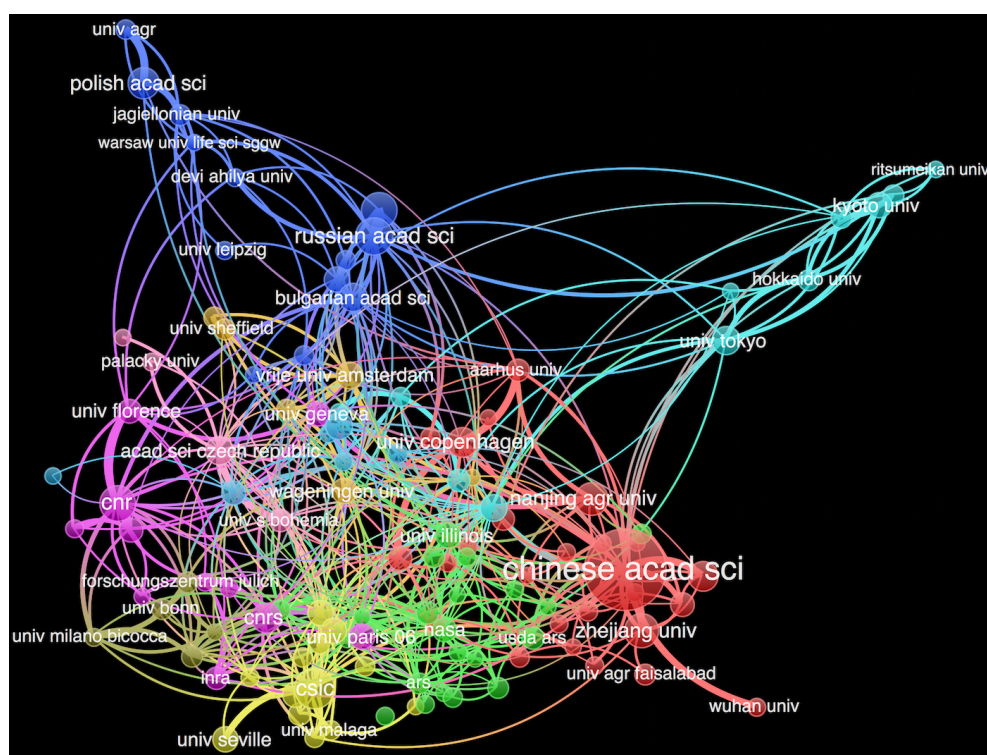 univ agr
polish acad sci
jagiellonian univ
warsaw univ life sci sggw
ritsumeikan univ
devi ahilya univ
kyoto univ
russian acad sci
univ leipzig
hokkaido univ
bulgarian acad sci
univ sheffield
univ tokyo
palacky univ
aarhus univ
vrije univ amsterdam
univ florence
univ geneva
univ copenhagen
acad sci czech republic
wageningen univ
nanjing agr univ
cnr
univ s bohemia
univ illinois
chinese acad sci
forschungszentrum julich
univ bonn
cnrs
univ milano bicocca
univ paris 06
nasa
usda ars
zhejiang univ
inra
csic
ars
univ agr faisalabad
wuhan univ
univ malaga
univ seville